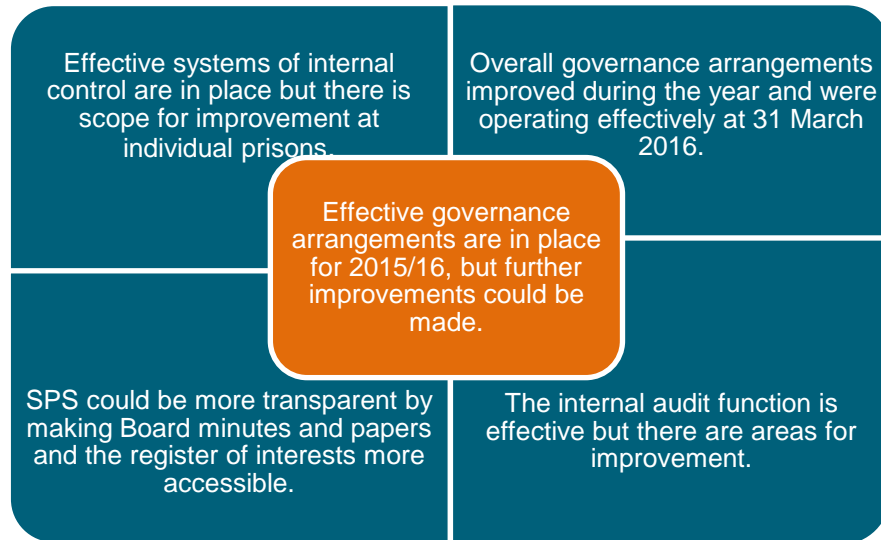 Effective systems of internal
control are in place but there is
scope for improvement at
individual prisons.
Overall governance arrangements
improved during the year and were
operating effectively at 31 March
2016.
Effective governance
arrangements are in place
for 2015/16, but further
improvements could be
made.
SPS could be more transparent by
making Board minutes and papers
and the register of interests more
accessible.
The internal audit function is
effective but there are areas for
improvement.